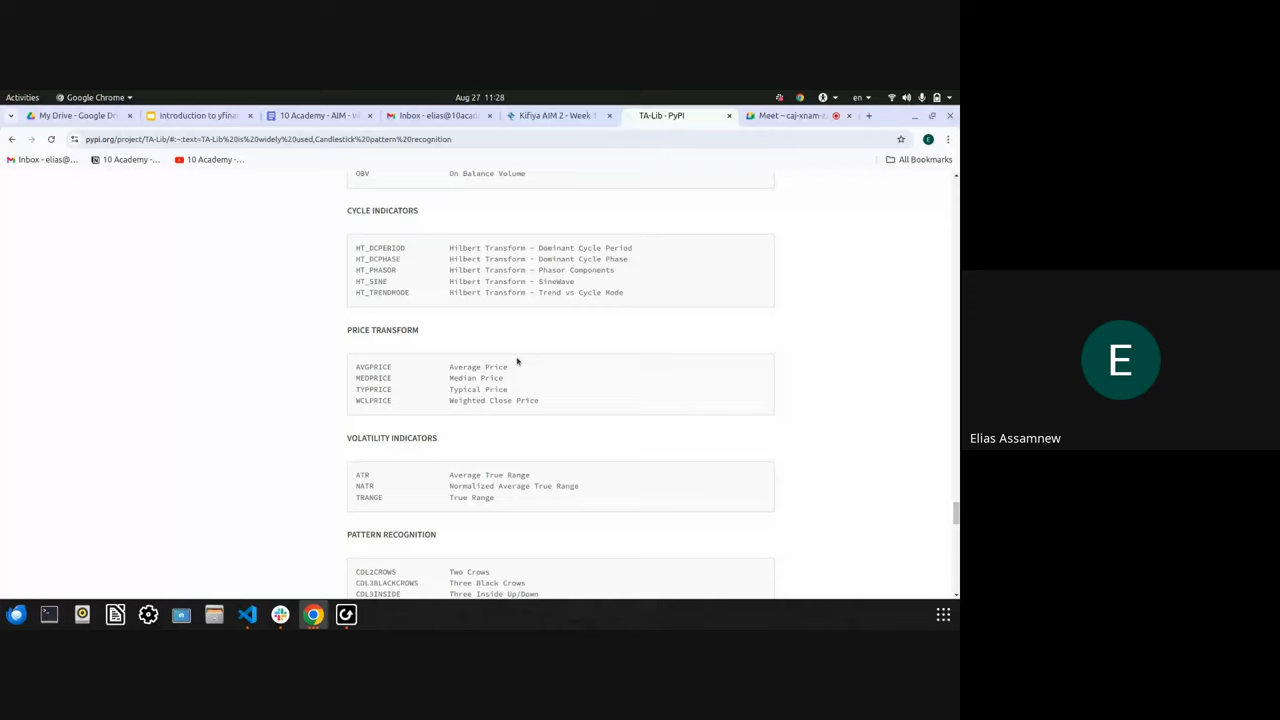 Activities Google Chrome Aug 27 11:28 en
My Drive - Google Dr Introduction to yfinan 10 Academy - AIM - W Inbox - elias@10acad Kifiya AIM 2 - Week 1 TA-Lib · PyPI Meet – caj-xnam-z
pypi.org/project/TA-Lib/#:~:text=TA-Lib%20is%20widely%20used,Candlestick%20pattern%20recognition
Inbox - elias@... 10 Academy -... 10 Academy -... All Bookmarks
OBV On Balance Volume
CYCLE INDICATORS
HT_DCPERIOD Hilbert Transform - Dominant Cycle Period
HT_DCPHASE Hilbert Transform - Dominant Cycle Phase
HT_PHASOR Hilbert Transform - Phasor Components
HT_SINE Hilbert Transform - SineWave
HT_TRENDMODE Hilbert Transform - Trend vs Cycle Mode
PRICE TRANSFORM
AVGPRICE Average Price
MEDPRICE Median Price
TYPPRICE Typical Price
WCLPRICE Weighted Close Price
VOLATILITY INDICATORS
ATR Average True Range
NATR Normalized Average True Range
TRANGE True Range
PATTERN RECOGNITION
CDL2CROWS Two Crows
CDL3BLACKCROWS Three Black Crows
CDL3INSIDE Three Inside Up/Down
E
Elias Assamnew